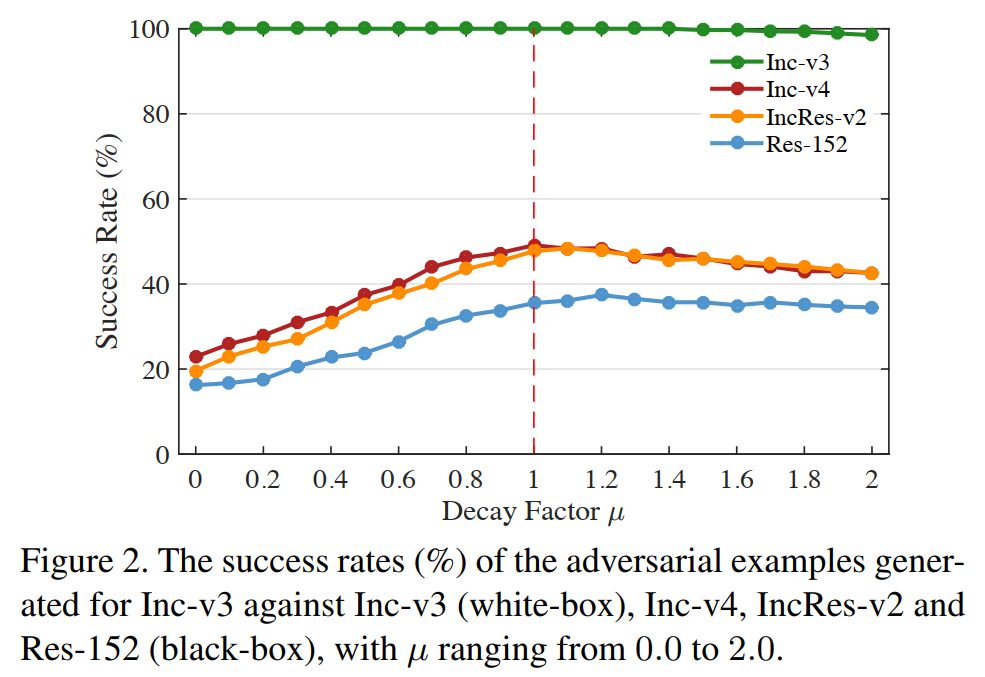 100
80
60
40
20
0
Success Rate (%)
Inc-v3
Inc-v4
IncRes-v2
Res-152
0 0.2 0.4 0.6 0.8 1 1.2 1.4 1.6 1.8 2
Decay Factor μ
Figure 2. The success rates (%) of the adversarial examples gener-
ated for Inc-v3 against Inc-v3 (white-box), Inc-v4, IncRes-v2 and
Res-152 (black-box), with μ ranging from 0.0 to 2.0.